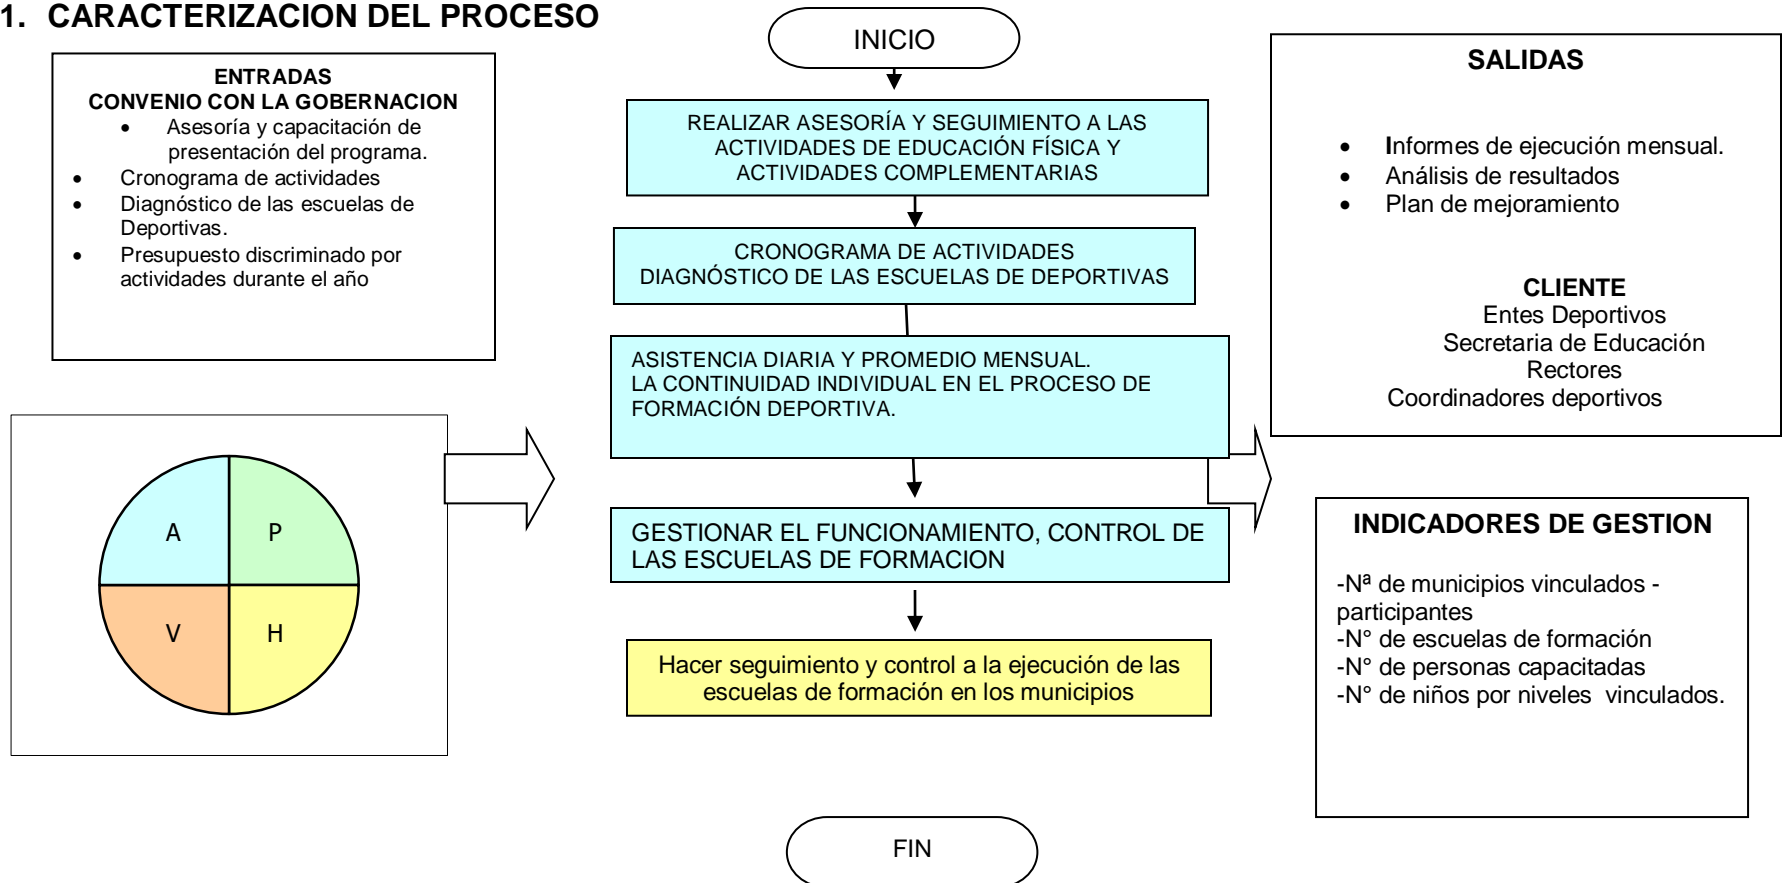 1. CARACTERIZACION DEL PROCESO
ENTRADAS
CONVENIO CON LA GOBERNACION
• Asesoría y capacitación de
presentación del programa.
• Cronograma de actividades
• Diagnóstico de las escuelas de
Deportivas.
• Presupuesto discriminado por
actividades durante el año
A
P
V
H
INICIO
REALIZAR ASESORÍA Y SEGUIMIENTO A LAS
ACTIVIDADES DE EDUCACIÓN FÍSICA Y
ACTIVIDADES COMPLEMENTARIAS
CRONOGRAMA DE ACTIVIDADES
DIAGNÓSTICO DE LAS ESCUELAS DE DEPORTIVAS
ASISTENCIA DIARIA Y PROMEDIO MENSUAL.
LA CONTINUIDAD INDIVIDUAL EN EL PROCESO DE
FORMACIÓN DEPORTIVA.
GESTIONAR EL FUNCIONAMIENTO, CONTROL DE
LAS ESCUELAS DE FORMACION
Hacer seguimiento y control a la ejecución de las
escuelas de formación en los municipios
FIN
SALIDAS
• Informes de ejecución mensual.
• Análisis de resultados
• Plan de mejoramiento
CLIENTE
Entes Deportivos
Secretaria de Educación
Rectores
Coordinadores deportivos
INDICADORES DE GESTION
-Nª de municipios vinculados -
participantes
-N° de escuelas de formación
-N° de personas capacitadas
-N° de niños por niveles vinculados.